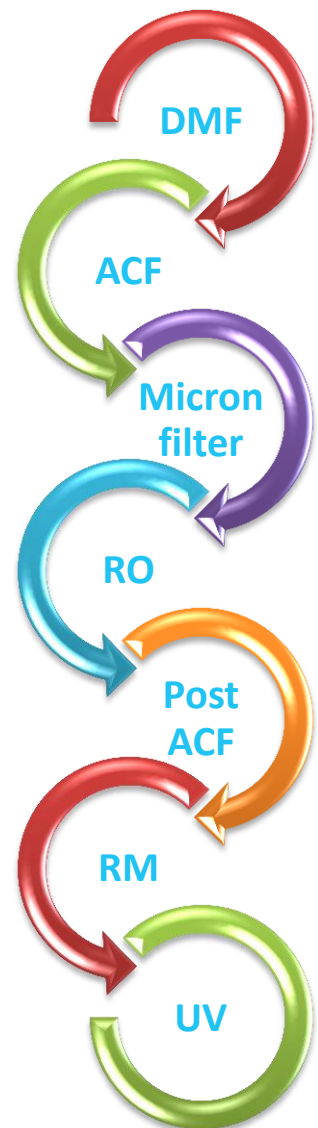 DMF
ACF
Micron
filter
RO
Post
ACF
RM
UV